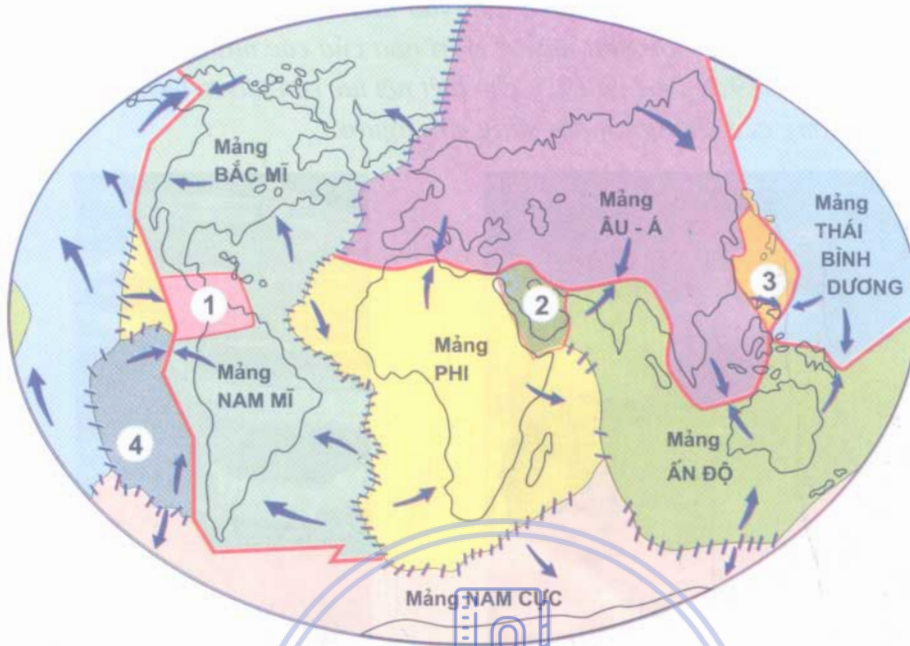 Mảng
BẮC MĨ
Mảng
ÂU - Á
Mảng
THÁI
BÌNH
DƯƠNG
1
2
3
Mảng
PHI
Mảng
NAM MĨ
4
Mảng
ẤN ĐỘ
Mảng NAM CỰC